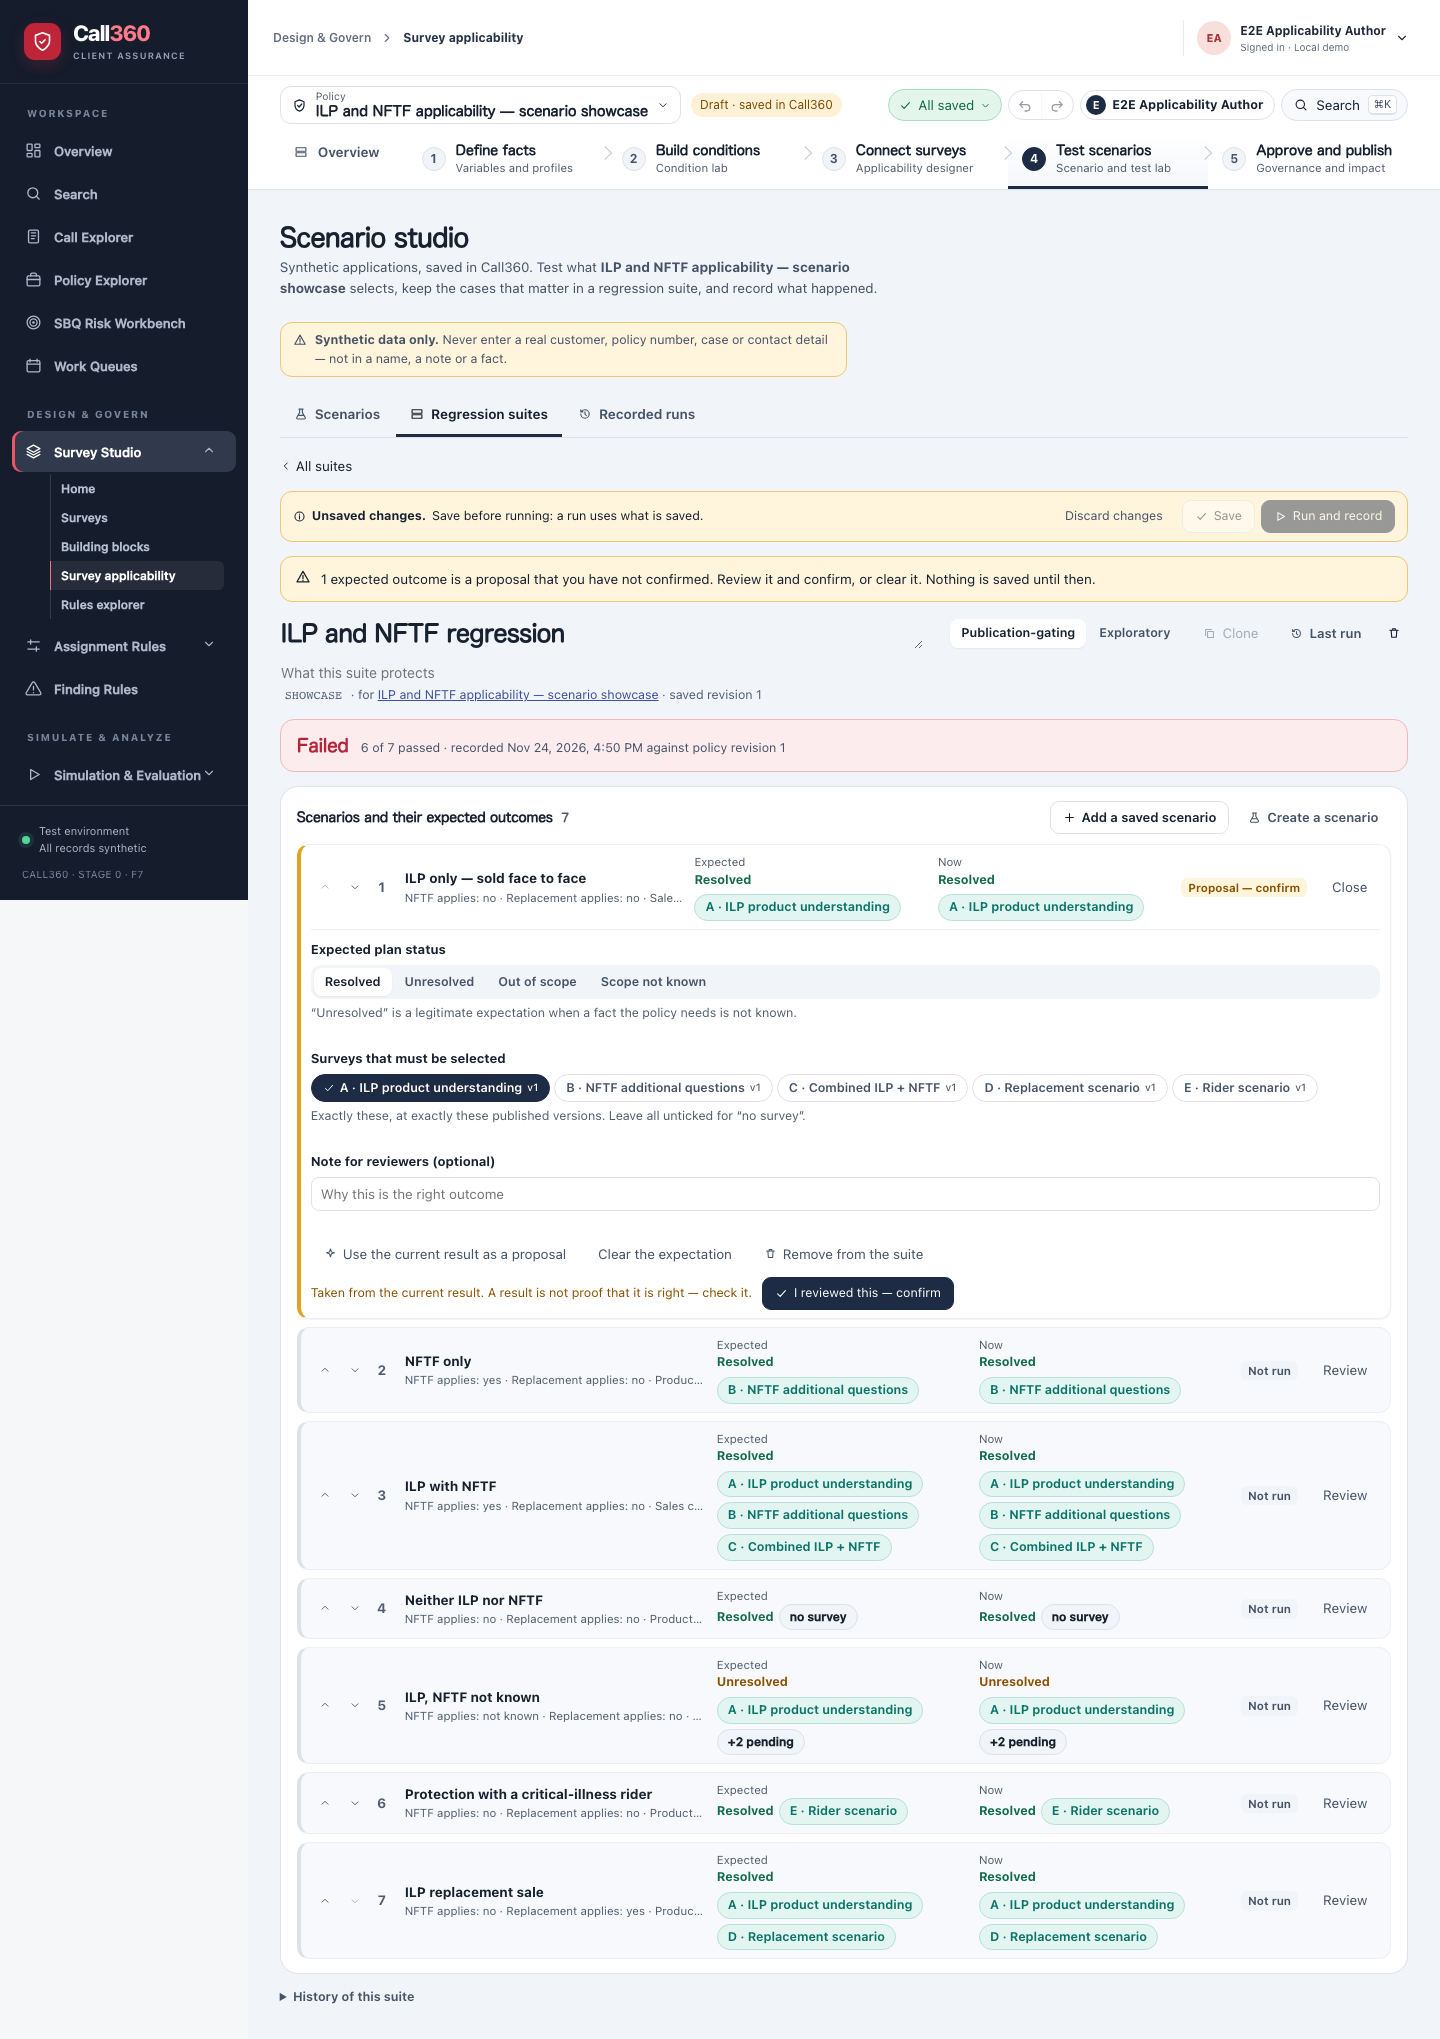 Call360
CLIENT ASSURANCE
WORKSPACE
Overview
Search
Call Explorer
Policy Explorer
SBQ Risk Workbench
Work Queues
DESIGN & GOVERN
Survey Studio
Home
Surveys
Building blocks
Survey applicability
Rules explorer
Assignment Rules
Finding Rules
SIMULATE & ANALYZE
Simulation & Evaluation
Test environment
All records synthetic
CALL360 · STAGE 0 · F7
Design & Govern
Survey applicability
EA
E2E Applicability Author
Signed in · Local demo
Policy
ILP and NFTF applicability — scenario showcase
Draft · saved in Call360
All saved
E
E2E Applicability Author
Search
⌘K
Overview
1
Define facts
Variables and profiles
2
Build conditions
Condition lab
3
Connect surveys
Applicability designer
4
Test scenarios
Scenario and test lab
5
Approve and publish
Governance and impact
Scenario studio
Synthetic applications, saved in Call360. Test what ILP and NFTF applicability — scenario
showcase selects, keep the cases that matter in a regression suite, and record what happened.
Synthetic data only. Never enter a real customer, policy number, case or contact detail
— not in a name, a note or a fact.
Scenarios
Regression suites
Recorded runs
All suites
Unsaved changes. Save before running: a run uses what is saved.
Discard changes
Save
Run and record
1 expected outcome is a proposal that you have not confirmed. Review it and confirm, or clear it. Nothing is saved until then.
ILP and NFTF regression
Publication-gating
Exploratory
Clone
Last run
What this suite protects
SHOWCASE · for ILP and NFTF applicability — scenario showcase · saved revision 1
Failed 6 of 7 passed · recorded Nov 24, 2026, 4:50 PM against policy revision 1
Scenarios and their expected outcomes 7
Add a saved scenario
Create a scenario
1
ILP only — sold face to face
NFTF applies: no · Replacement applies: no · Sale...
Expected
Resolved
A · ILP product understanding
Now
Resolved
A · ILP product understanding
Proposal — confirm
Close
Expected plan status
Resolved
Unresolved
Out of scope
Scope not known
“Unresolved” is a legitimate expectation when a fact the policy needs is not known.
Surveys that must be selected
A · ILP product understanding v1
B · NFTF additional questions v1
C · Combined ILP + NFTF v1
D · Replacement scenario v1
E · Rider scenario v1
Exactly these, at exactly these published versions. Leave all unticked for “no survey”.
Note for reviewers (optional)
Why this is the right outcome
Use the current result as a proposal
Clear the expectation
Remove from the suite
Taken from the current result. A result is not proof that it is right — check it.
I reviewed this — confirm
2
NFTF only
NFTF applies: yes · Replacement applies: no · Produc...
Expected
Resolved
B · NFTF additional questions
Now
Resolved
B · NFTF additional questions
Not run
Review
3
ILP with NFTF
NFTF applies: yes · Replacement applies: no · Sales c...
Expected
Resolved
A · ILP product understanding
B · NFTF additional questions
C · Combined ILP + NFTF
Now
Resolved
A · ILP product understanding
B · NFTF additional questions
C · Combined ILP + NFTF
Not run
Review
4
Neither ILP nor NFTF
NFTF applies: no · Replacement applies: no · Product...
Expected
Resolved no survey
Now
Resolved no survey
Not run
Review
5
ILP, NFTF not known
NFTF applies: not known · Replacement applies: no · ...
Expected
Unresolved
A · ILP product understanding
+2 pending
Now
Unresolved
A · ILP product understanding
+2 pending
Not run
Review
6
Protection with a critical-illness rider
NFTF applies: no · Replacement applies: no · Product...
Expected
Resolved E · Rider scenario
Now
Resolved E · Rider scenario
Not run
Review
7
ILP replacement sale
NFTF applies: no · Replacement applies: yes · Produc...
Expected
Resolved
A · ILP product understanding
D · Replacement scenario
Now
Resolved
A · ILP product understanding
D · Replacement scenario
Not run
Review
History of this suite